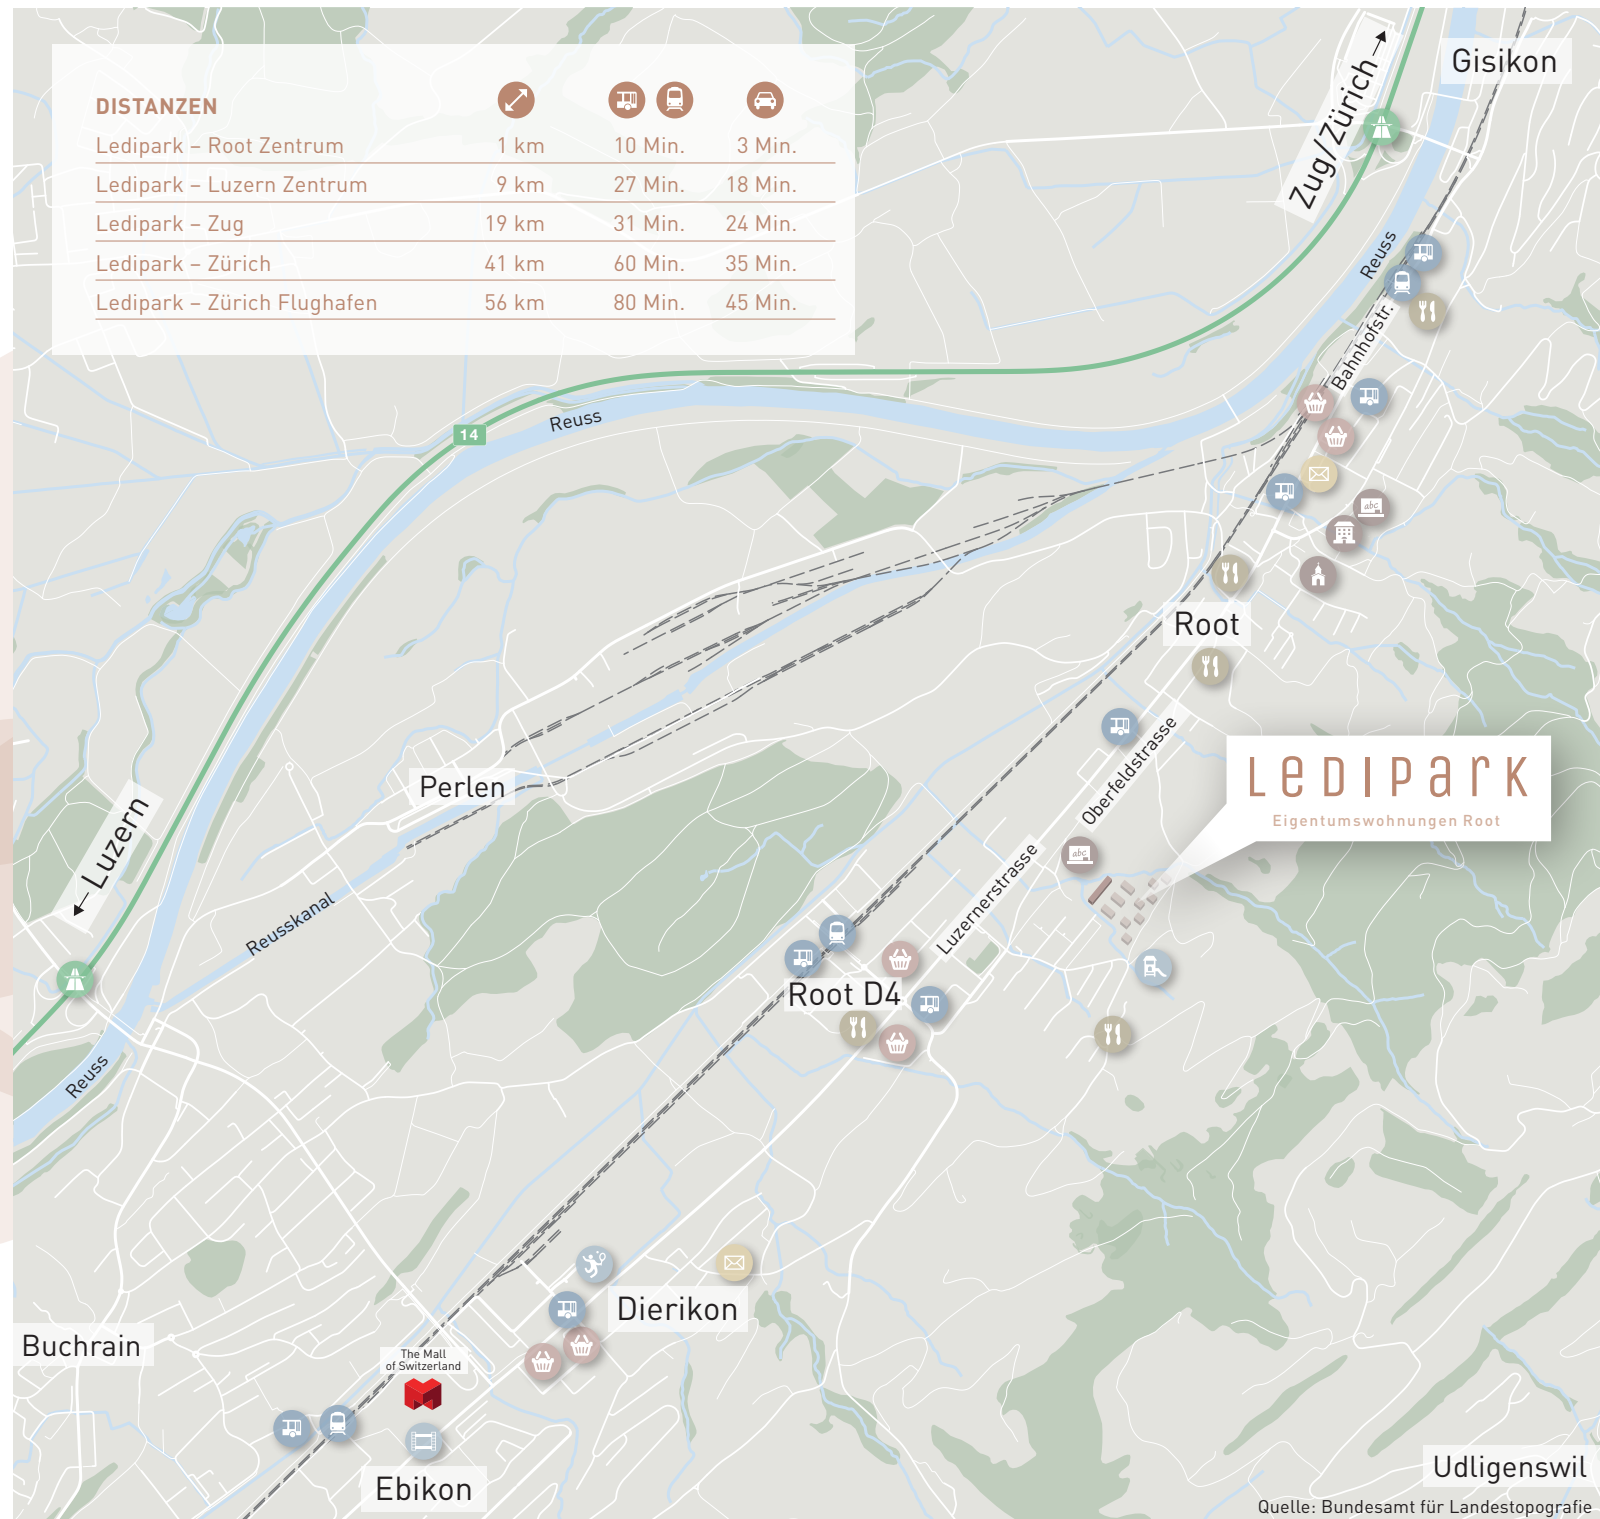 DISTANZEN
Ledipark – Root Zentrum 1 km 10 Min. 3 Min.
Ledipark – Luzern Zentrum 9 km 27 Min. 18 Min.
Ledipark – Zug 19 km 31 Min. 24 Min.
Ledipark – Zürich 41 km 60 Min. 35 Min.
Ledipark – Zürich Flughafen 56 km 80 Min. 45 Min.
Gisikon
Zug/Zürich
Reuss
Bahnhofstr.
Reuss
14
abc
Root
Oberfeldstrasse
LEDIPARK
Eigentumswohnungen Root
Perlen
Luzern
abc
Luzernerstrasse
Reusskanal
Root D4
Reuss
Dierikon
Buchrain
The Mall
of Switzerland
Ebikon
Udligenswil
Quelle: Bundesamt für Landestopografie